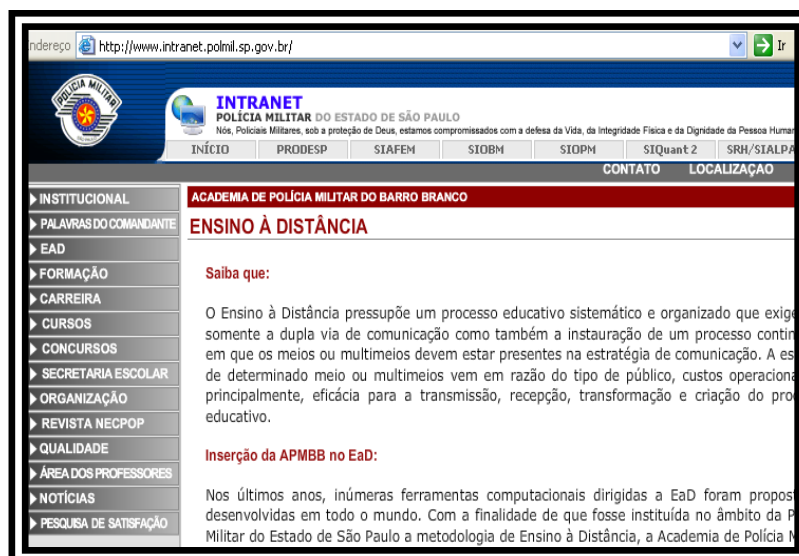 ndereço http://www.intranet.polmil.sp.gov.br/ Ir
POLÍCIA MILITAR
INTRANET
POLÍCIA MILITAR DO ESTADO DE SÃO PAULO
Nós, Policiais Militares, sob a proteção de Deus, estamos compromissados com a defesa da Vida, da Integridade Física e da Dignidade da Pessoa Humar
INÍCIO PRODESP SIAFEM SIOBM SIOPM SIQuant 2 SRH/SIALPA
CONTATO LOCALIZAÇÃO
INSTITUCIONAL
PALAVRAS DO COMANDANTE
EAD
FORMAÇÃO
CARREIRA
CURSOS
CONCURSOS
SECRETARIA ESCOLAR
ORGANIZAÇÃO
REVISTA NECPOP
QUALIDADE
ÁREA DOS PROFESSORES
NOTÍCIAS
PESQUISA DE SATISFAÇÃO
ACADEMIA DE POLÍCIA MILITAR DO BARRO BRANCO
ENSINO À DISTÂNCIA
Saiba que:
O Ensino à Distância pressupõe um processo educativo sistemático e organizado que exige
somente a dupla via de comunicação como também a instauração de um processo contin
em que os meios ou multimeios devem estar presentes na estratégia de comunicação. A es
de determinado meio ou multimeios vem em razão do tipo de público, custos operaciona
principalmente, eficácia para a transmissão, recepção, transformação e criação do pro
educativo.
Inserção da APMBB no EaD:
Nos últimos anos, inúmeras ferramentas computacionais dirigidas a EaD foram propost
desenvolvidas em todo o mundo. Com a finalidade de que fosse instituída no âmbito da P
Militar do Estado de São Paulo a metodologia de Ensino à Distância, a Academia de Polícia M